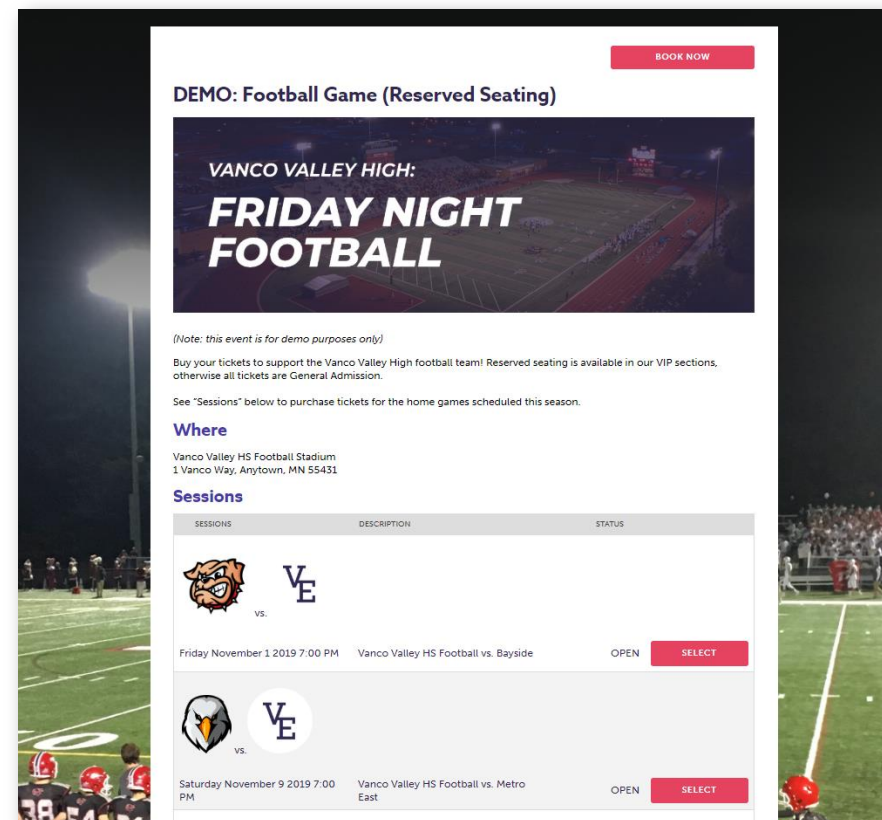 BOOK NOW
DEMO: Football Game (Reserved Seating)
VANCO VALLEY HIGH:
FRIDAY NIGHT
FOOTBALL
(Note: this event is for demo purposes only)
Buy your tickets to support the Vanco Valley High football team! Reserved seating is available in our VIP sections,
otherwise all tickets are General Admission.
See "Sessions" below to purchase tickets for the home games scheduled this season.
Where
Vanco Valley HS Football Stadium
1 Vanco Way, Anytown, MN 55431
Sessions
SESSIONS DESCRIPTION STATUS
vs. VE
Friday November 1 2019 7:00 PM Vanco Valley HS Football vs. Bayside OPEN SELECT
vs. VE
Saturday November 9 2019 7:00 Vanco Valley HS Football vs. Metro OPEN SELECT
PM East
38 54